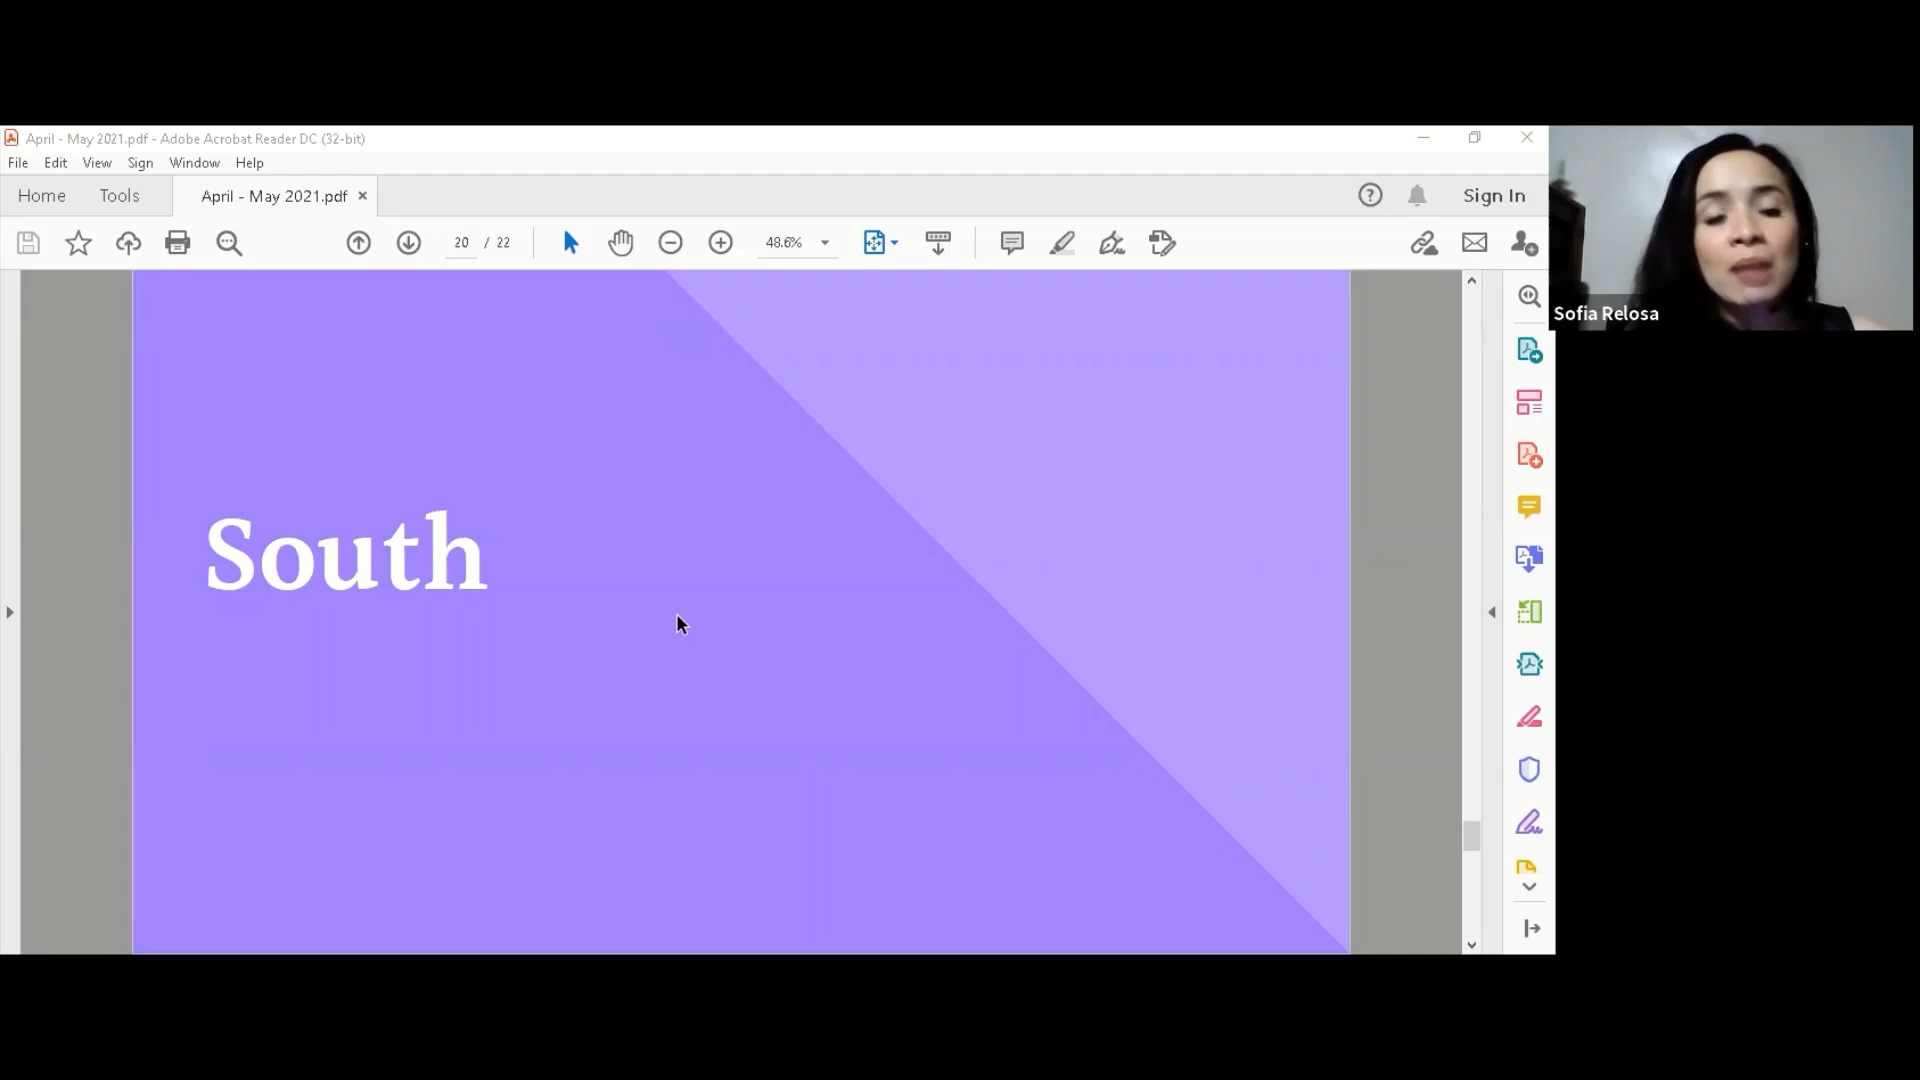 April - May 2021.pdf - Adobe Acrobat Reader DC (32-bit)
File Edit View Sign Window Help
Home Tools April - May 2021.pdf × Sign In
20 / 22 48.6%
South
Sofia Relosa